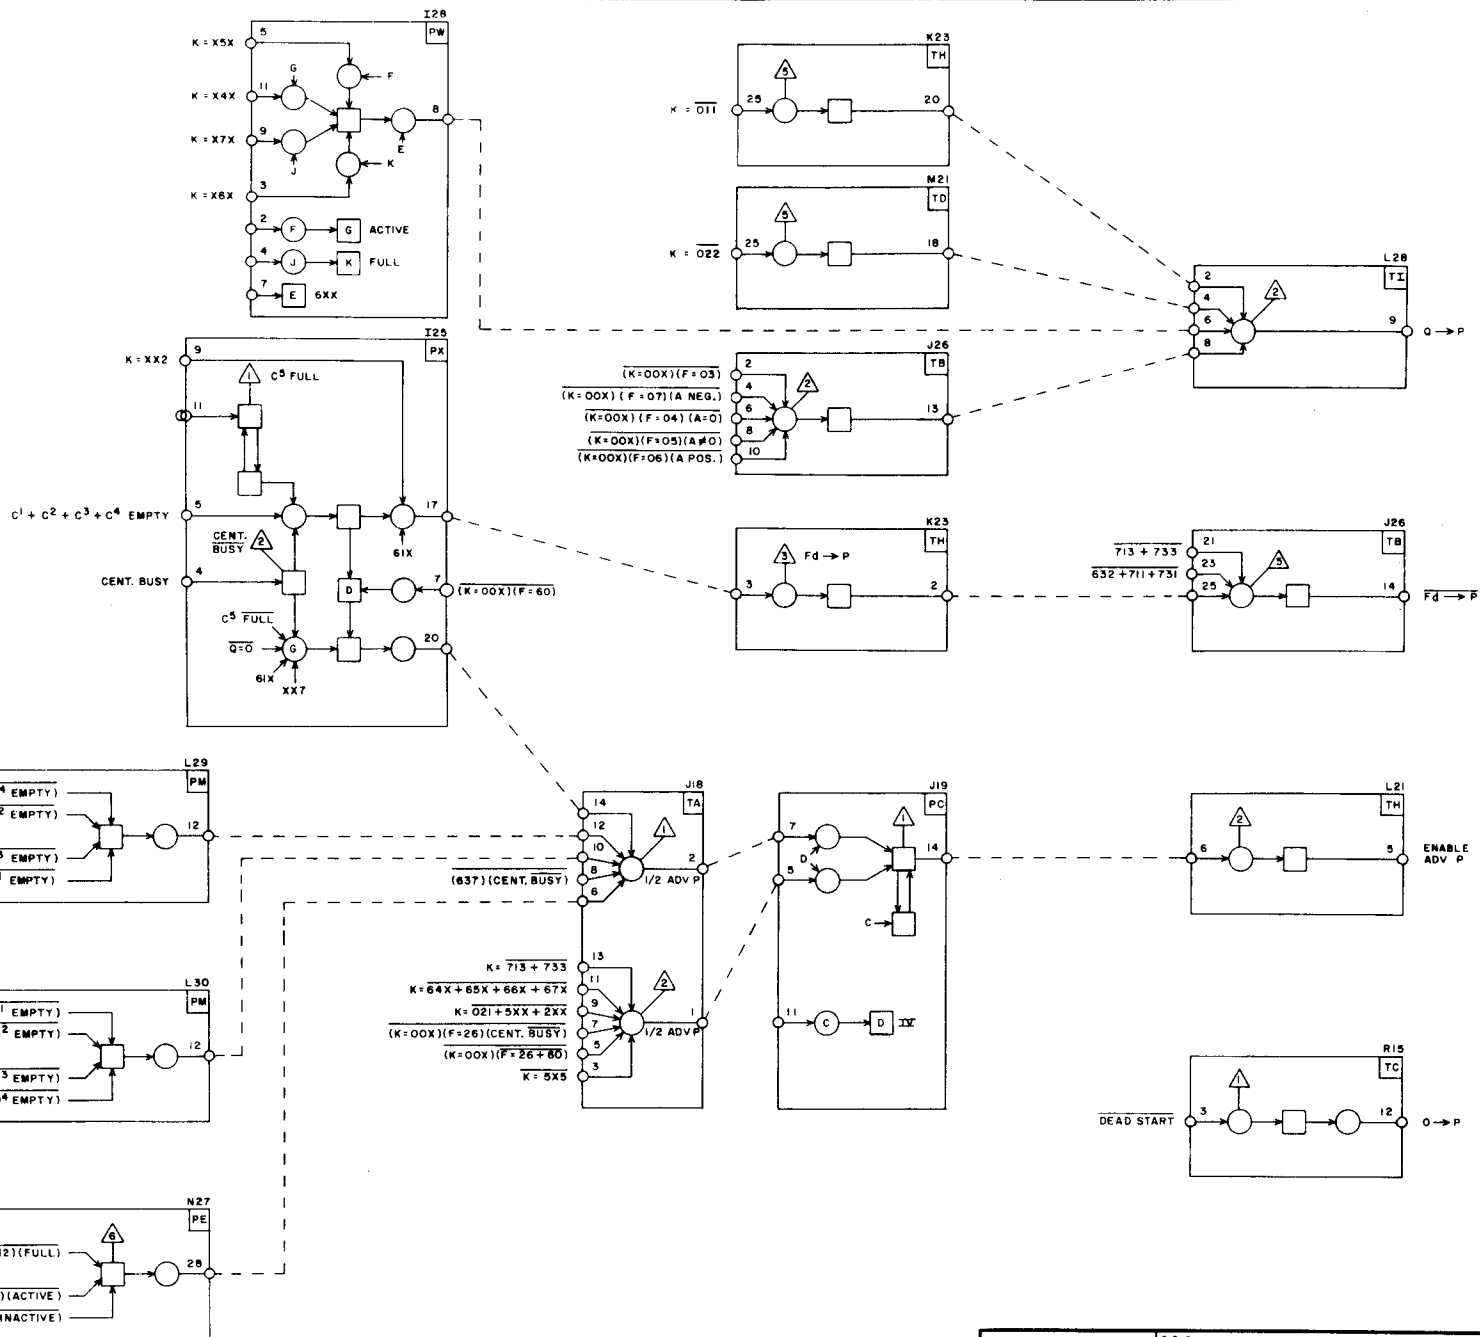 I28
PW
K = X5X
5
F
G
K = X4X
11
8
K = X7X
9
E
J
K
K = X6X
3
2
F
G
ACTIVE
4
J
K
FULL
7
E
6XX
K23
TH
5
K = 011
25
20
M21
TD
5
K = 022
25
18
L28
TI
2
2
4
6
8
9
Q → P
J26
TB
(K=00X)(F=03)
2
2
(K=00X)(F=07)(A NEG.)
4
(K=00X)(F=04)(A=0)
6
13
(K=00X)(F=05)(A≠0)
8
(K=00X)(F=06)(A POS.)
10
I25
PX
K = XX2
9
1
C⁵ FULL
11
C¹ + C² + C³ + C⁴ EMPTY
5
17
CENT. BUSY
2
61X
CENT. BUSY
4
D
7
(K=00X)(F=60)
C⁵ FULL
Q=0
G
20
61X
XX7
K23
TH
3
Fd → P
3
2
J26
TB
713 + 733
21
5
632+711+731
23
25
14
Fd → P
L29
PM
4 EMPTY)
2 EMPTY)
12
3 EMPTY)
1 EMPTY)
J18
TA
14
12
1
10
2
(637)(CENT. BUSY)
8
1/2 ADV P
6
K = 713 + 733
13
K = 64X + 65X + 66X + 67X
11
2
K = 021 + 5XX + 2XX
9
1
(K=00X)(F=26)(CENT. BUSY)
7
1/2 ADV P
(K=00X)(F=26+60)
5
K = 5X5
3
J19
PC
7
1
14
D
5
C
11
C
D
IV
L21
TH
2
6
5
ENABLE
ADV P
L30
PM
1 EMPTY)
2 EMPTY)
12
3 EMPTY)
4 EMPTY)
R15
TC
1
DEAD START
3
12
0 → P
N27
PE
6
12)(FULL)
28
)(ACTIVE)
INACTIVE)